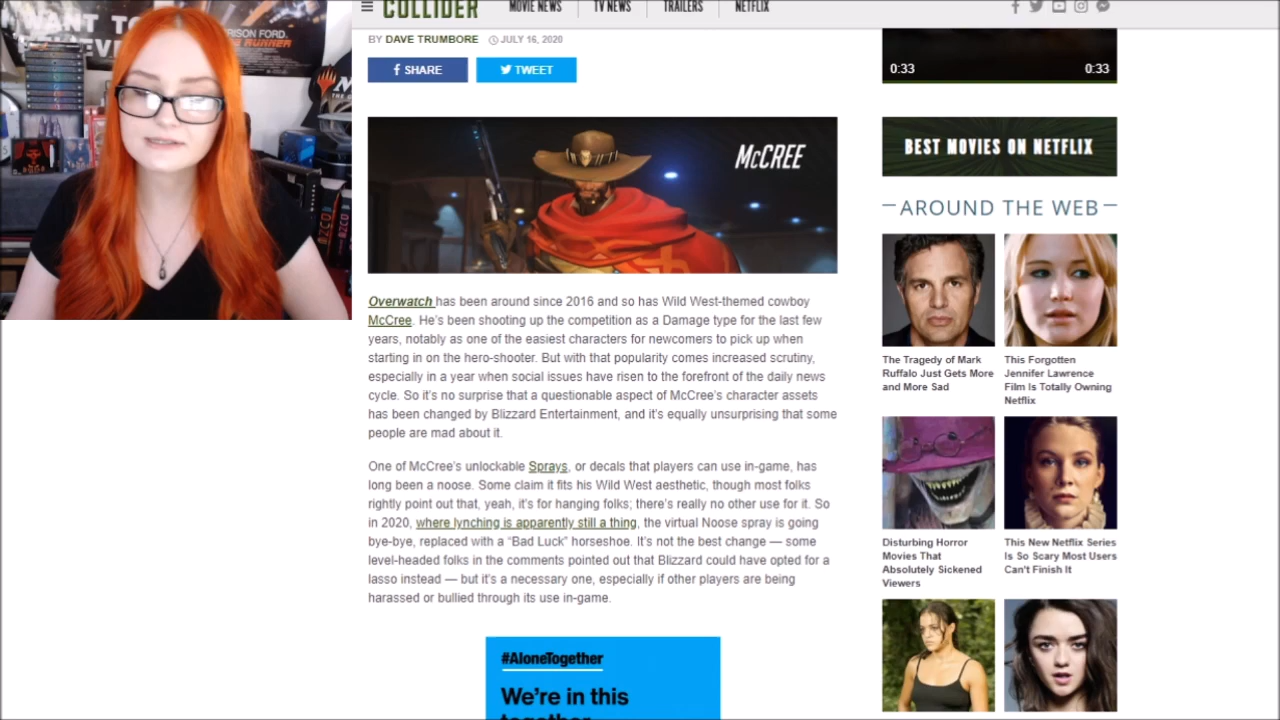 WANT TO
RISON FORD.
RUNNER
COLLIDER
MOVIE NEWS
TV NEWS
TRAILERS
NETFLIX
BY DAVE TRUMBORE JULY 16, 2020
SHARE
TWEET
McCREE
Overwatch has been around since 2016 and so has Wild West-themed cowboy
McCree. He's been shooting up the competition as a Damage type for the last few
years, notably as one of the easiest characters for newcomers to pick up when
starting in on the hero-shooter. But with that popularity comes increased scrutiny,
especially in a year when social issues have risen to the forefront of the daily news
cycle. So it's no surprise that a questionable aspect of McCree's character assets
has been changed by Blizzard Entertainment, and it's equally unsurprising that some
people are mad about it.
One of McCree's unlockable Sprays, or decals that players can use in-game, has
long been a noose. Some claim it fits his Wild West aesthetic, though most folks
rightly point out that, yeah, it's for hanging folks; there's really no other use for it. So
in 2020, where lynching is apparently still a thing, the virtual Noose spray is going
bye-bye, replaced with a “Bad Luck” horseshoe. It's not the best change — some
level-headed folks in the comments pointed out that Blizzard could have opted for a
lasso instead — but it's a necessary one, especially if other players are being
harassed or bullied through its use in-game.
#AloneTogether
We're in this
together
0:33
0:33
BEST MOVIES ON NETFLIX
AROUND THE WEB
The Tragedy of Mark
Ruffalo Just Gets More
and More Sad
This Forgotten
Jennifer Lawrence
Film Is Totally Owning
Netflix
Disturbing Horror
Movies That
Absolutely Sickened
Viewers
This New Netflix Series
Is So Scary Most Users
Can't Finish It